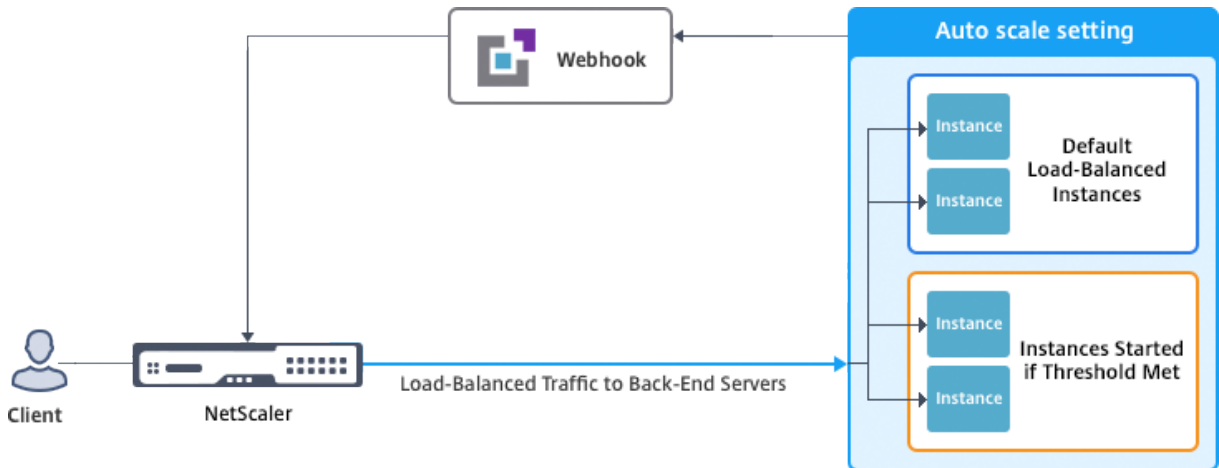 Auto scale setting
Webhook
Instance
Instance
Default
Load-Balanced
Instances
Instance
Instance
Instances Started
if Threshold Met
Load-Balanced Traffic to Back-End Servers
Client
NetScaler